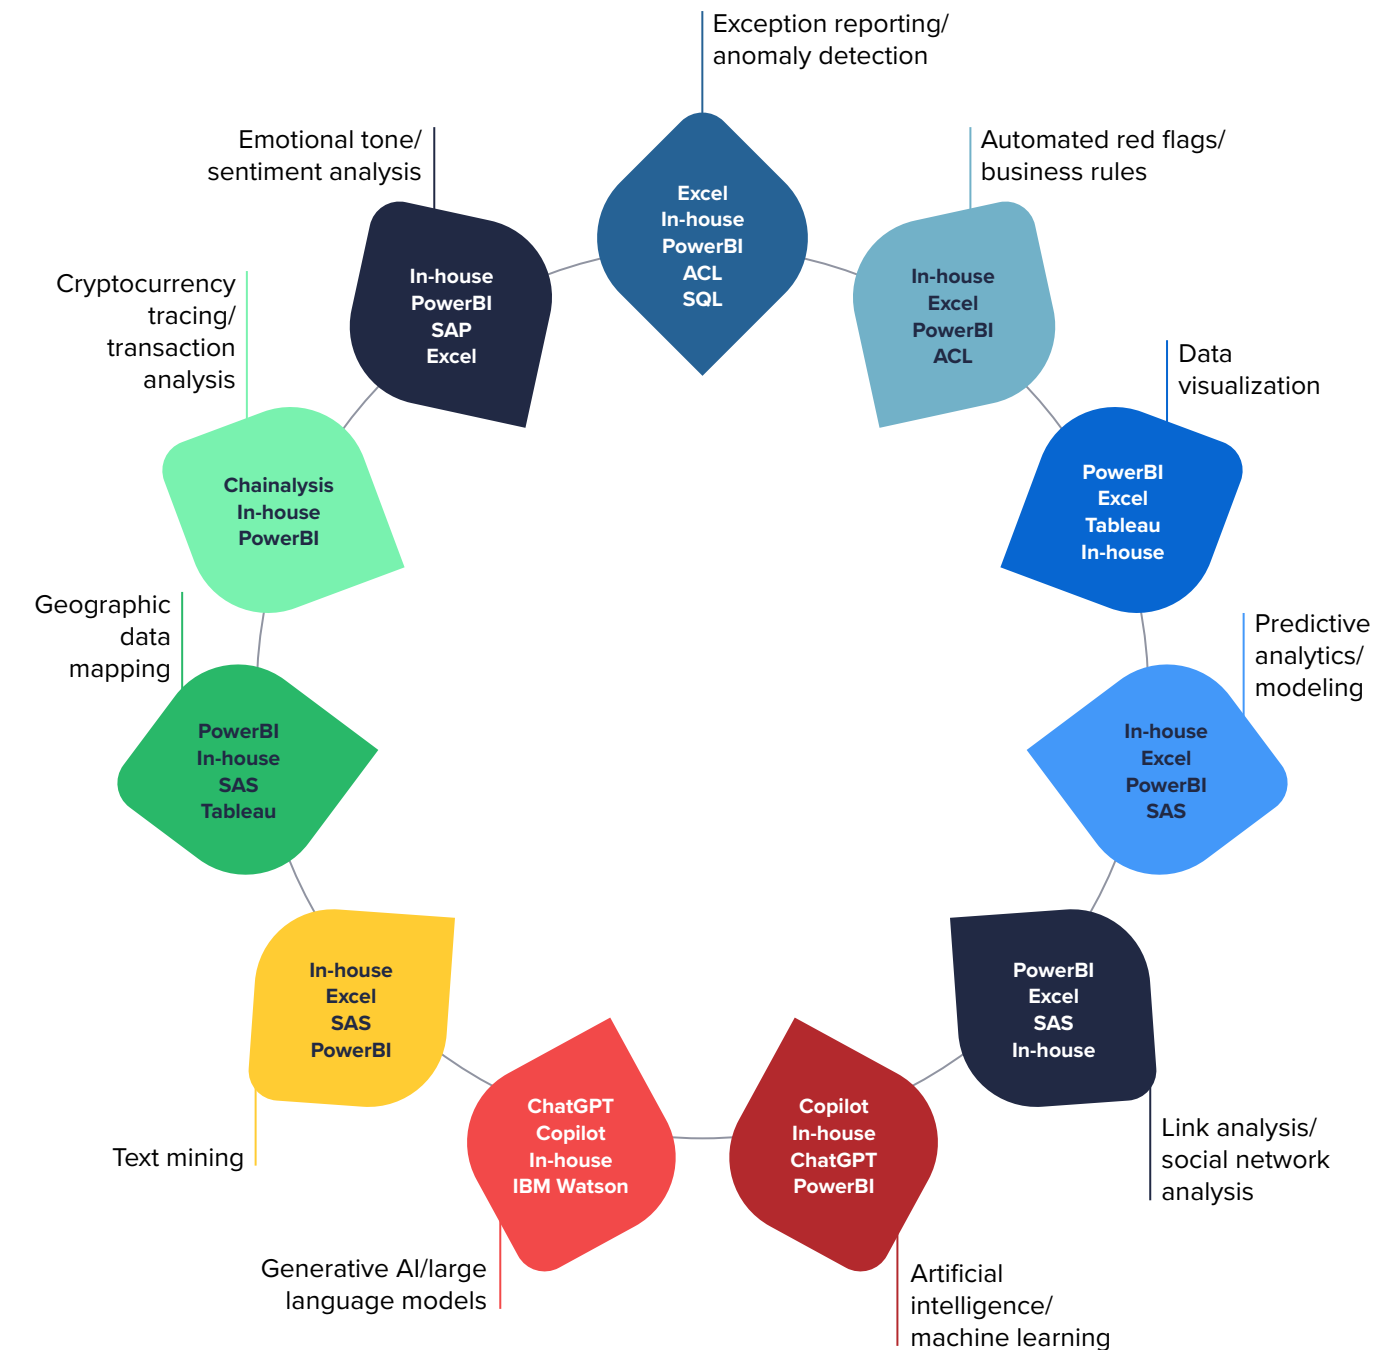 Exception reporting/
anomaly detection
Excel
In-house
PowerBI
ACL
SQL
Automated red flags/
business rules
In-house
Excel
PowerBI
ACL
Data
visualization
PowerBI
Excel
Tableau
In-house
Predictive
analytics/
modeling
In-house
Excel
PowerBI
SAS
PowerBI
Excel
SAS
In-house
Link analysis/
social network
analysis
Copilot
In-house
ChatGPT
PowerBI
Artificial
intelligence/
machine learning
ChatGPT
Copilot
In-house
IBM Watson
Generative AI/large
language models
In-house
Excel
SAS
PowerBI
Text mining
Geographic
data
mapping
PowerBI
In-house
SAS
Tableau
Cryptocurrency
tracing/
transaction
analysis
Chainalysis
In-house
PowerBI
Emotional tone/
sentiment analysis
In-house
PowerBI
SAP
Excel